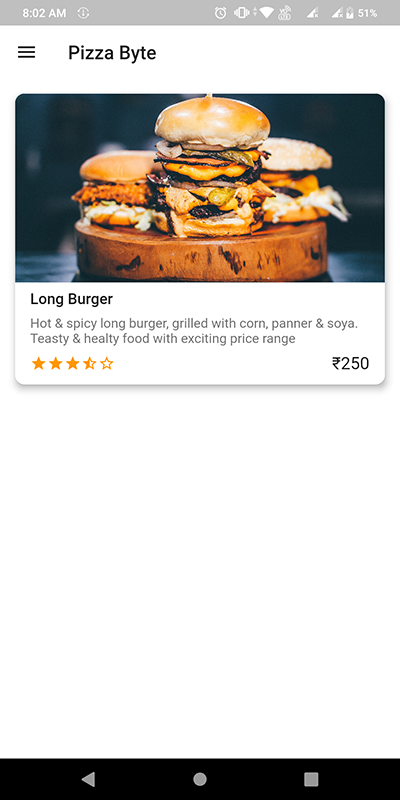 8:02 AM 51%
Pizza Byte
Long Burger
Hot & spicy long burger, grilled with corn, panner & soya.
Teasty & healty food with exciting price range
₹250